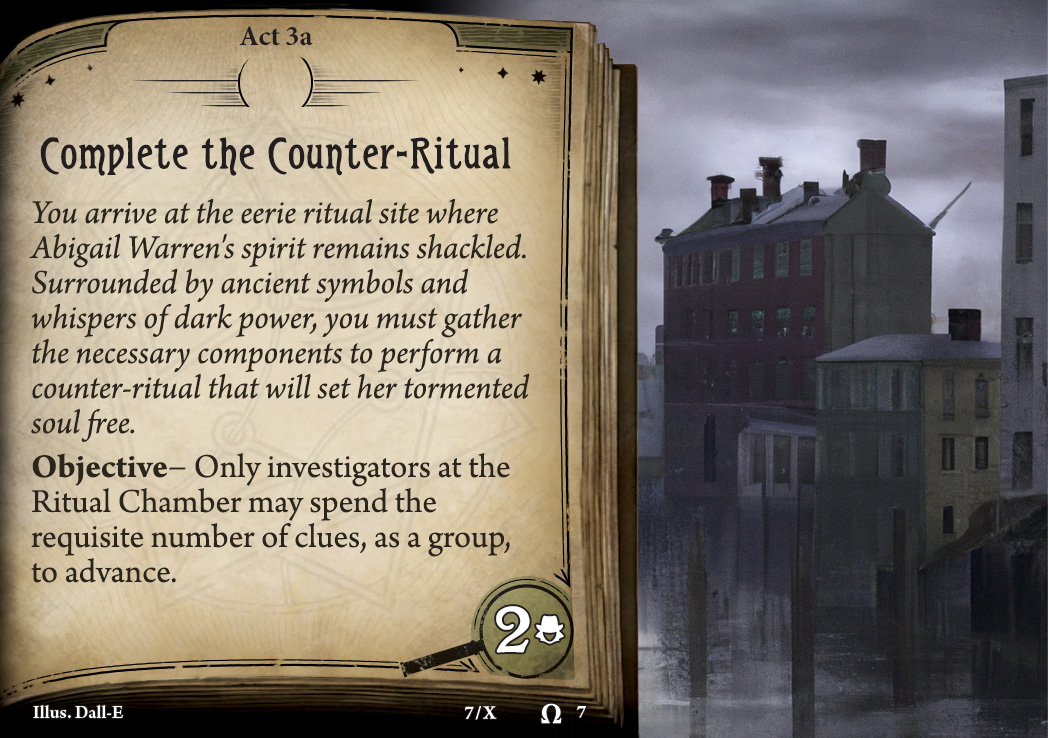 Act 3a
Complete the Counter-Ritual
You arrive at the eerie ritual site where
Abigail Warren's spirit remains shackled.
Surrounded by ancient symbols and
whispers of dark power, you must gather
the necessary components to perform a
counter-ritual that will set her tormented
soul free.
Objective– Only investigators at the
Ritual Chamber may spend the
requisite number of clues, as a group,
to advance.
2
Illus. Dall-E 7/X Ω 7